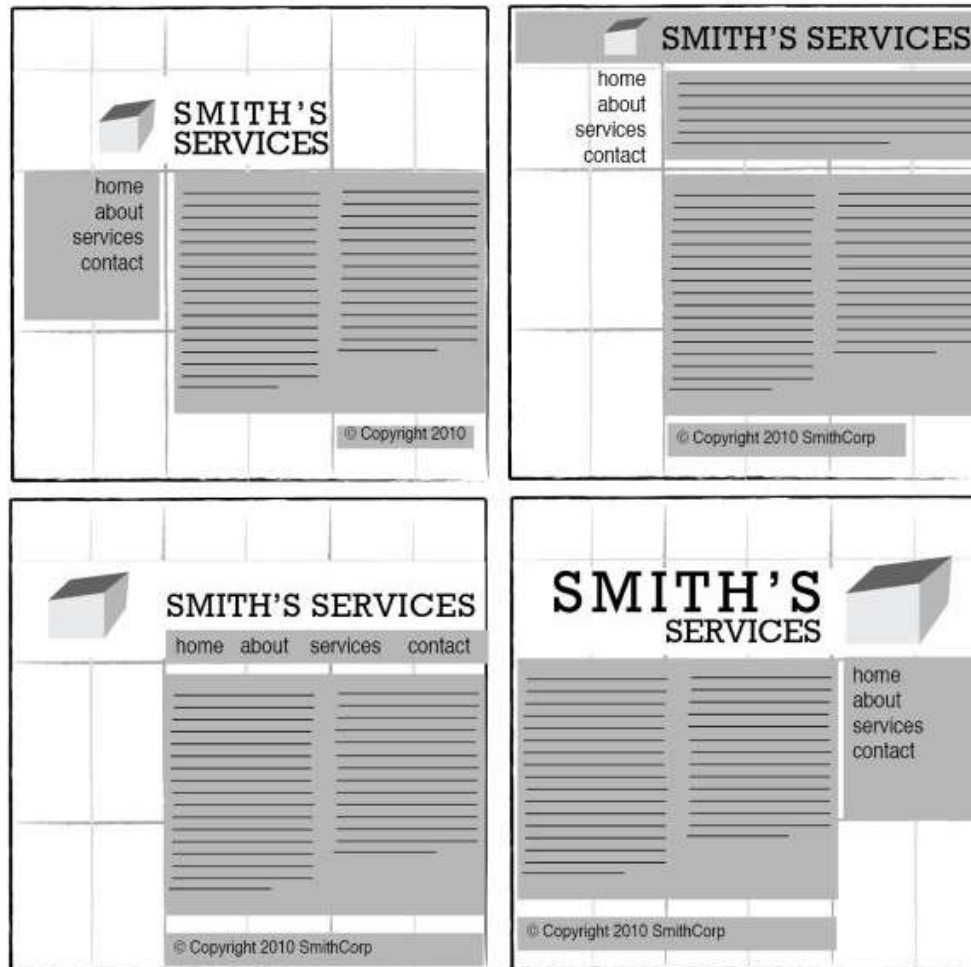 SMITH'S
SERVICES
home
about
services
contact
© Copyright 2010
SMITH'S SERVICES
home
about
services
contact
© Copyright 2010 SmithCorp
SMITH'S SERVICES
home about services contact
© Copyright 2010 SmithCorp
SMITH'S
SERVICES
home
about
services
contact
© Copyright 2010 SmithCorp